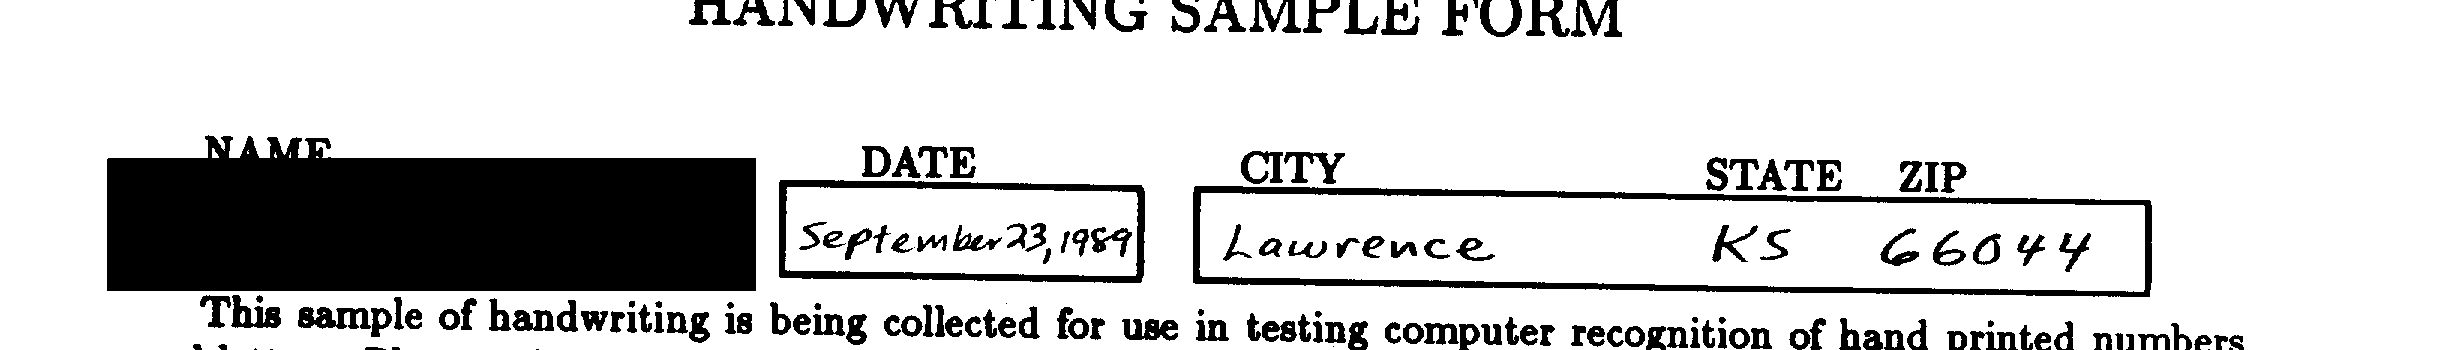 HANDWRITING SAMPLE FORM
NAME DATE CITY STATE ZIP
September 23, 1989 Lawrence KS 66044
This sample of handwriting is being collected for use in testing computer recognition of hand printed numbers